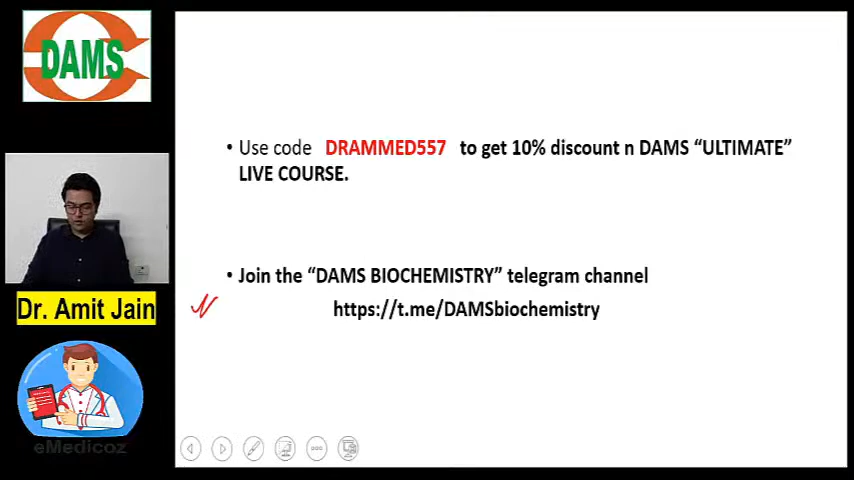 DAMS
• Use code DRAMMED557 to get 10% discount n DAMS “ULTIMATE”
LIVE COURSE.
• Join the “DAMS BIOCHEMISTRY” telegram channel
https://t.me/DAMSbiochemistry
Dr. Amit Jain
eMedicoz